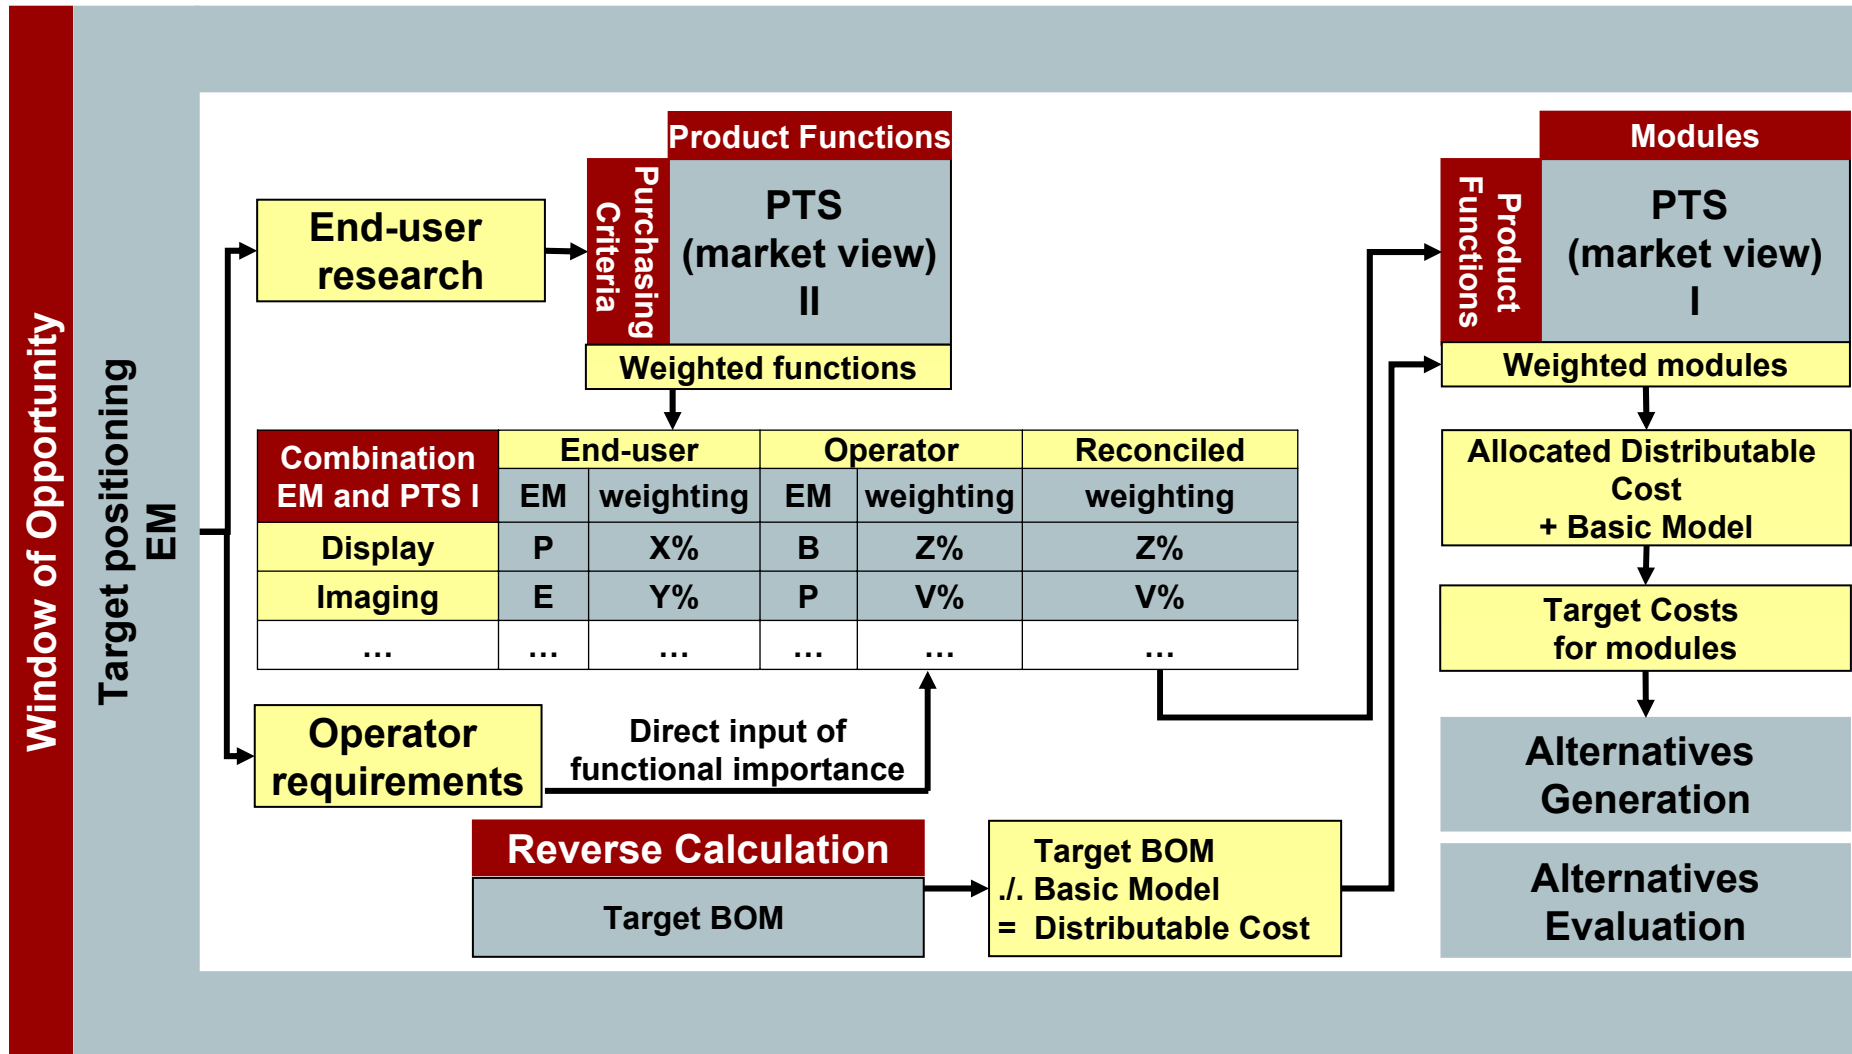 Window of Opportunity
Target positioning
EM
End-user
research
Product Functions
Purchasing
Criteria
PTS
(market view)
II
Weighted functions
Combination
EM and PTS I
End-user
Operator
Reconciled
EM
weighting
EM
weighting
weighting
Display
P
X%
B
Z%
Z%
Imaging
E
Y%
P
V%
V%
...
...
...
...
...
...
Operator
requirements
Direct input of
functional importance
Reverse Calculation
Target BOM
Target BOM
./. Basic Model
= Distributable Cost
Modules
Product
Functions
PTS
(market view)
I
Weighted modules
Allocated Distributable
Cost
+ Basic Model
Target Costs
for modules
Alternatives
Generation
Alternatives
Evaluation